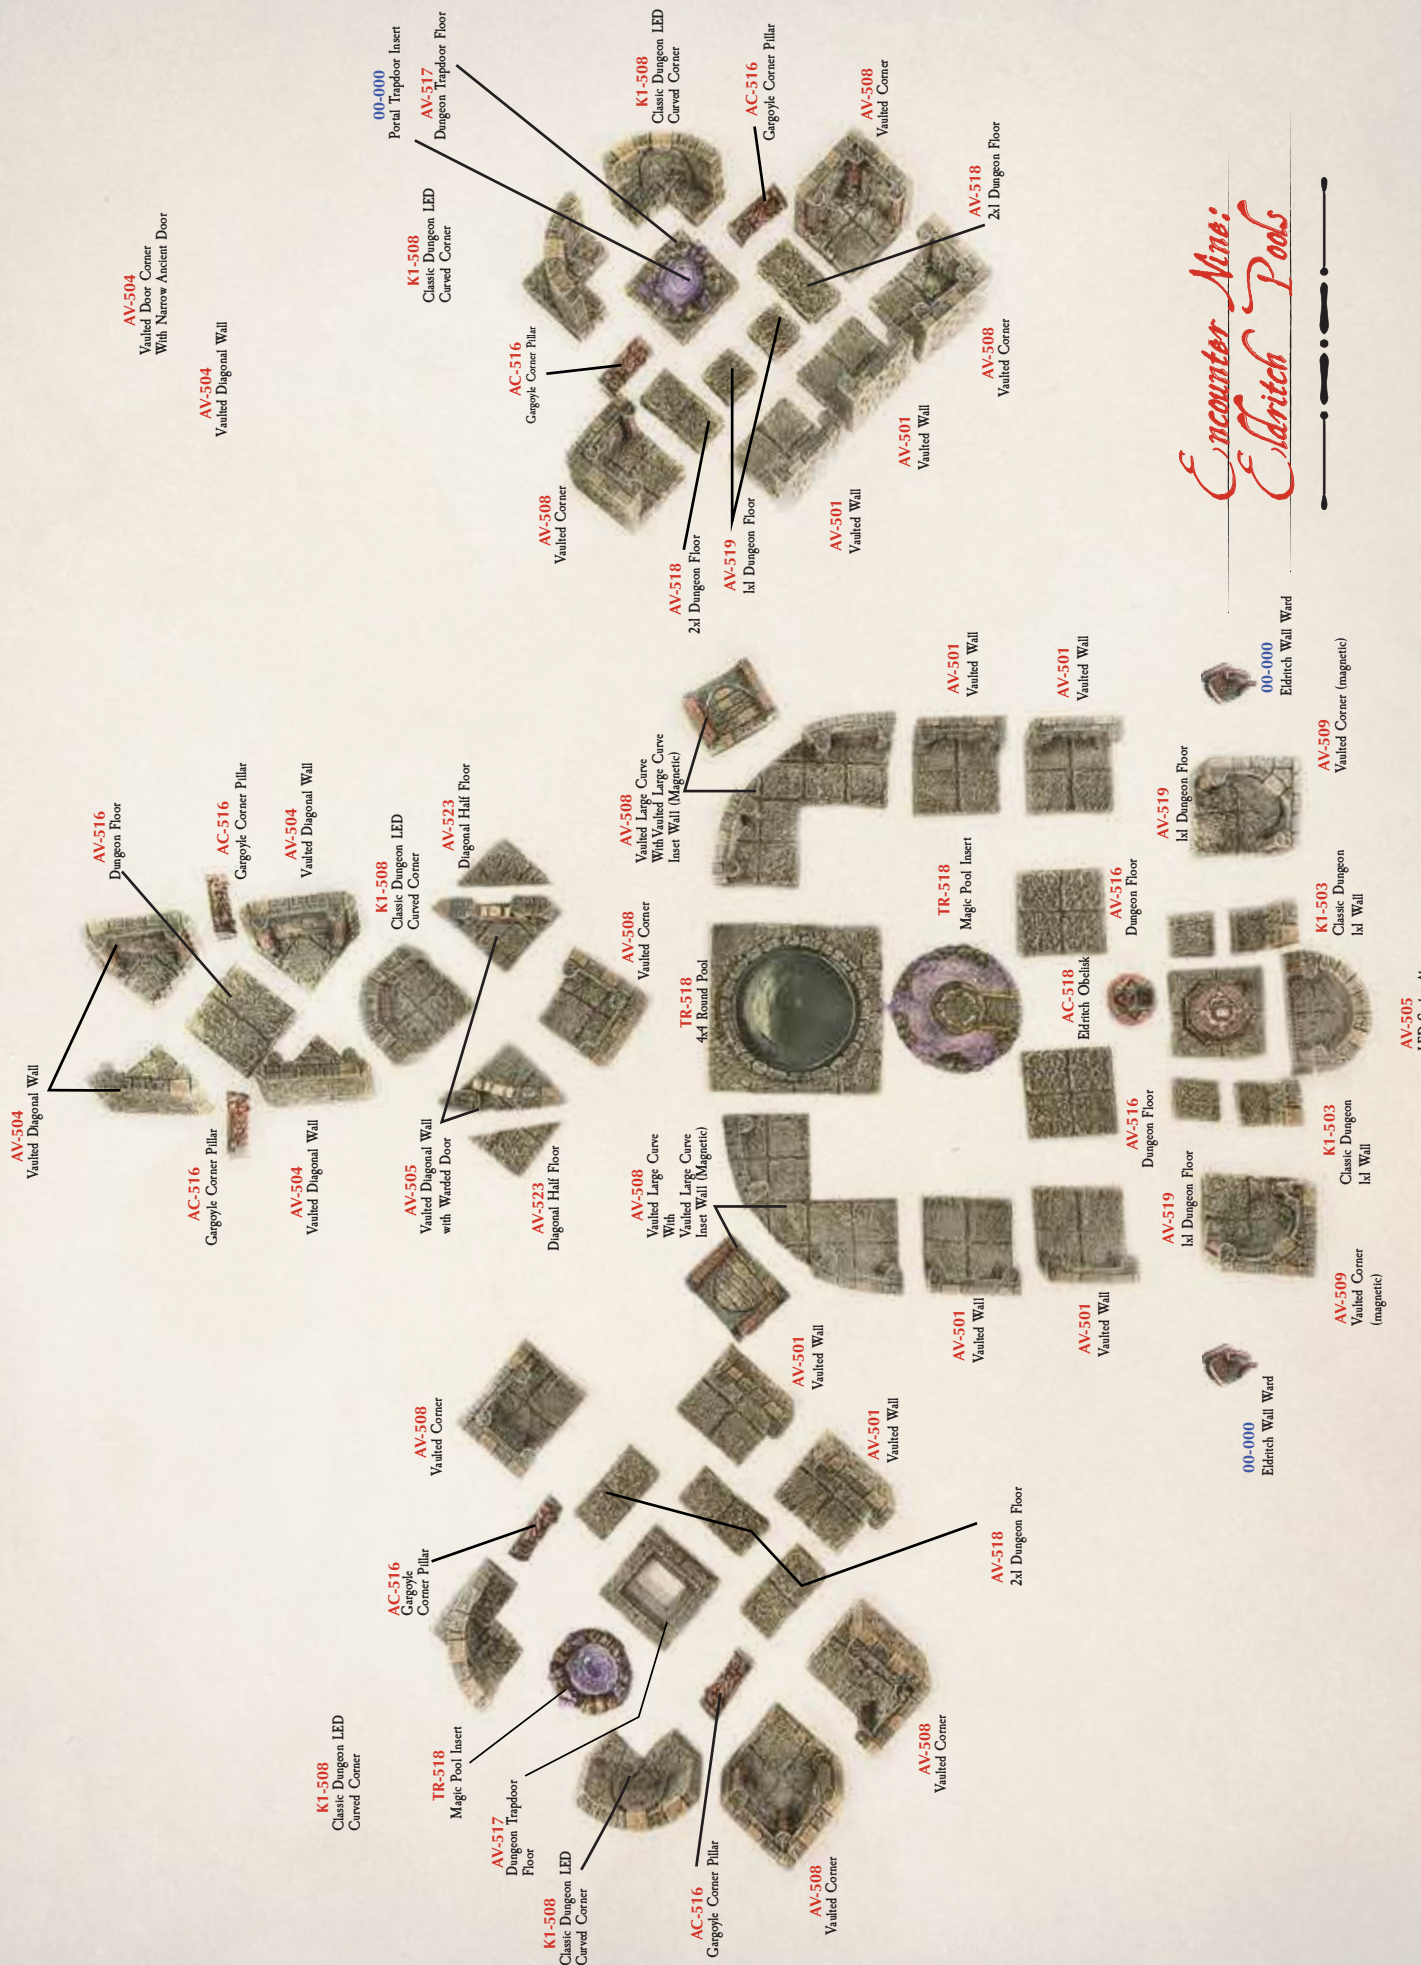 AV-504
Vaulted Diagonal Wall
AV-516
Dungeon Floor
AC-516
Gargoyle Corner Pillar
AC-516
Gargoyle Corner Pillar
AV-504
Vaulted Diagonal Wall
AV-504
Vaulted Diagonal Wall
K1-508
Classic Dungeon LED
Curved Corner
AV-505
Vaulted Diagonal Wall
with Warded Door
AV-523
Diagonal Half Floor
AV-523
Diagonal Half Floor
AV-508
Vaulted Corner
AV-504
Vaulted Door Corner
With Narrow Ancient Door
AV-504
Vaulted Diagonal Wall
00-000
Portal Trapdoor Insert
AV-517
Dungeon Trapdoor Floor
K1-508
Classic Dungeon LED
Curved Corner
K1-508
Classic Dungeon LED
Curved Corner
AC-516
Gargoyle Corner Pillar
AC-516
Gargoyle Corner Pillar
AV-508
Vaulted Corner
AV-508
Vaulted Corner
AV-518
2x1 Dungeon Floor
AV-519
1x1 Dungeon Floor
AV-518
2x1 Dungeon Floor
AV-501
Vaulted Wall
AV-501
Vaulted Wall
AV-508
Vaulted Corner
K1-508
Classic Dungeon LED
Curved Corner
AC-516
Gargoyle
Corner Pillar
AV-508
Vaulted Corner
TR-518
Magic Pool Insert
AV-517
Dungeon Trapdoor
Floor
K1-508
Classic Dungeon LED
Curved Corner
AC-516
Gargoyle Corner Pillar
AV-501
Vaulted Wall
AV-501
Vaulted Wall
AV-508
Vaulted Corner
AV-508
Vaulted Corner
AV-518
2x1 Dungeon Floor
AV-508
Vaulted Large Curve
With
Vaulted Large Curve
Inset Wall (Magnetic)
TR-518
4x4 Round Pool
AV-508
Vaulted Large Curve
With Vaulted Large Curve
Inset Wall (Magnetic)
AV-501
Vaulted Wall
TR-518
Magic Pool Insert
AV-501
Vaulted Wall
AV-501
Vaulted Wall
AV-516
Dungeon Floor
AC-518
Eldritch Obelisk
AV-516
Dungeon Floor
AV-501
Vaulted Wall
AV-519
1x1 Dungeon Floor
AV-519
1x1 Dungeon Floor
00-000
Eldritch Wall Ward
00-000
Eldritch Wall Ward
AV-509
Vaulted Corner
(magnetic)
K1-503
Classic Dungeon
1x1 Wall
K1-503
Classic Dungeon
1x1 Wall
AV-509
Vaulted Corner (magnetic)
AV-505
Encounter Nine:
Eldritch Pools